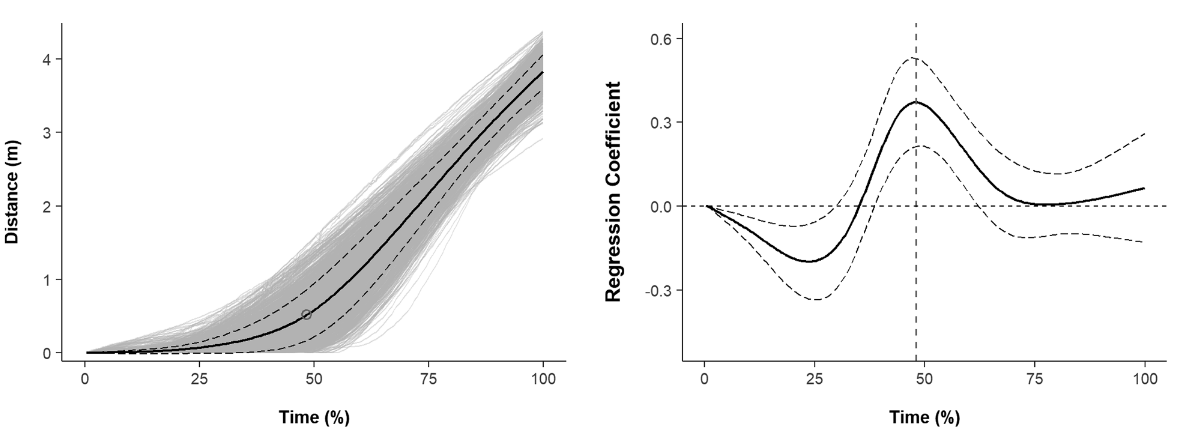 4
3
2
1
0
Distance (m)
0 25 50 75 100
Time (%)
0.6
0.3
0.0
-0.3
Regression Coefficient
0 25 50 75 100
Time (%)